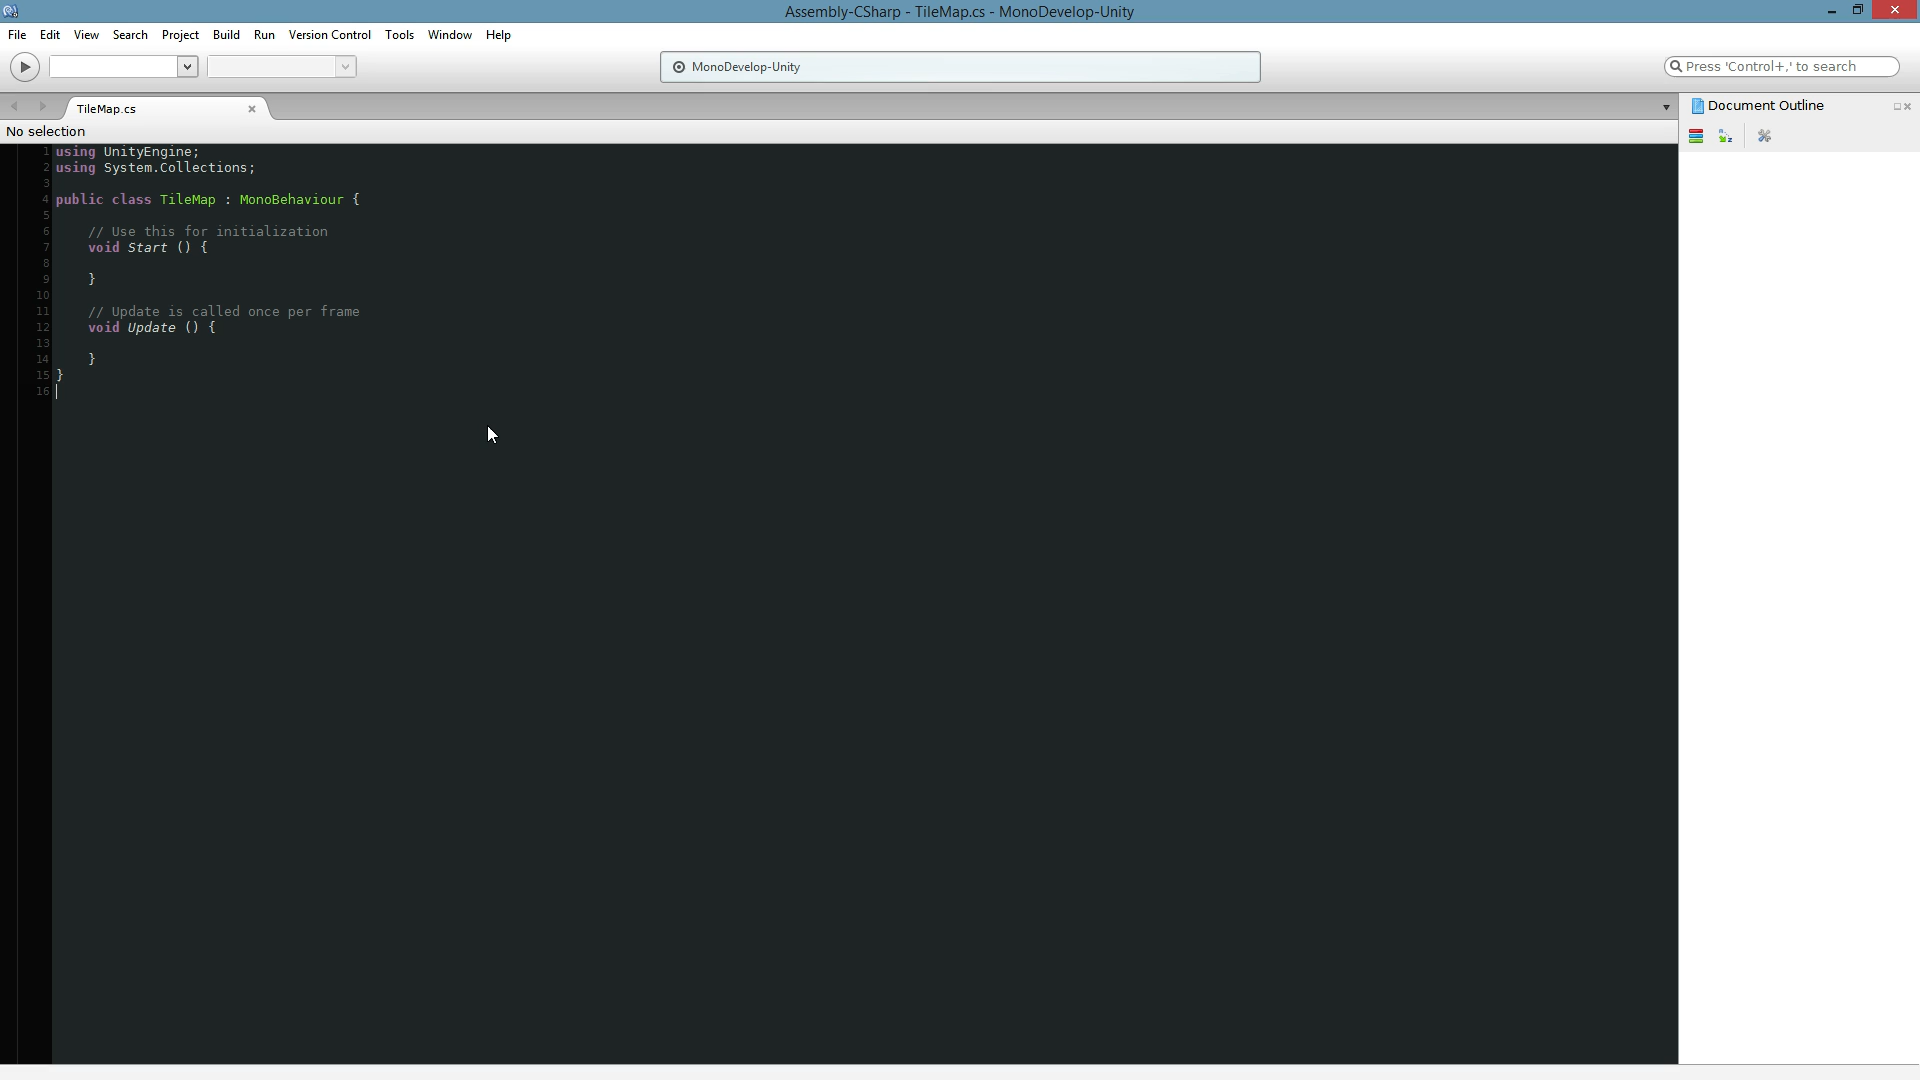 Assembly-CSharp - TileMap.cs - MonoDevelop-Unity
File Edit View Search Project Build Run Version Control Tools Window Help
MonoDevelop-Unity
Press 'Control+,' to search
TileMap.cs
Document Outline
No selection
1 using UnityEngine;
2 using System.Collections;
3
4 public class TileMap : MonoBehaviour {
5
6 // Use this for initialization
7 void Start () {
8
9 }
10
11 // Update is called once per frame
12 void Update () {
13
14 }
15 }
16